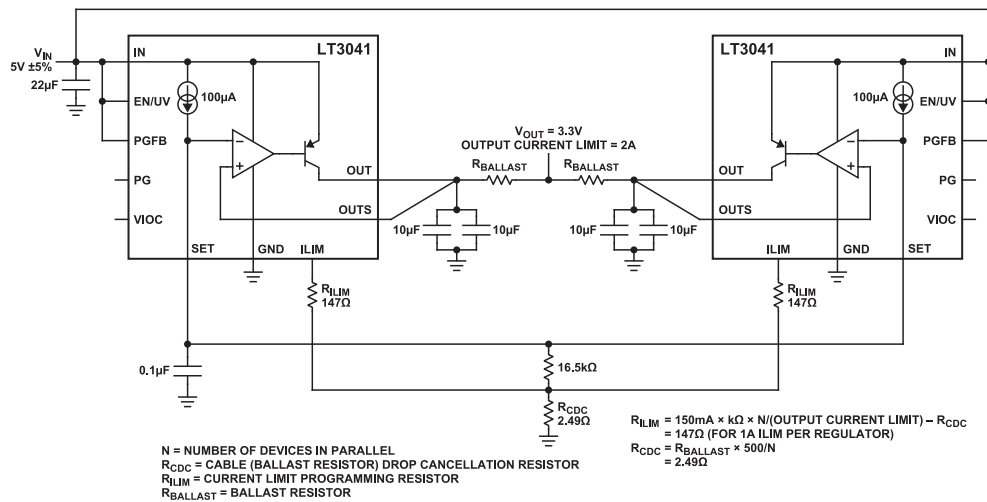 LT3041
LT3041
IN
IN
VIN
5V ±5%
22µF
100µA
100µA
EN/UV
EN/UV
PGFB
PGFB
VOUT = 3.3V
OUTPUT CURRENT LIMIT = 2A
RBALLAST
RBALLAST
−
+
−
+
OUT
OUT
PG
PG
OUTS
OUTS
VIOC
VIOC
10µF
10µF
10µF
10µF
SET
GND
ILIM
ILIM
GND
SET
RILIM
147Ω
RILIM
147Ω
0.1µF
16.5kΩ
RCDC
2.49Ω
RILIM = 150mA × kΩ × N/(OUTPUT CURRENT LIMIT) – RCDC
= 147Ω (FOR 1A ILIM PER REGULATOR)
RCDC = RBALLAST × 500/N
= 2.49Ω
N = NUMBER OF DEVICES IN PARALLEL
RCDC = CABLE (BALLAST RESISTOR) DROP CANCELLATION RESISTOR
RILIM = CURRENT LIMIT PROGRAMMING RESISTOR
RBALLAST = BALLAST RESISTOR